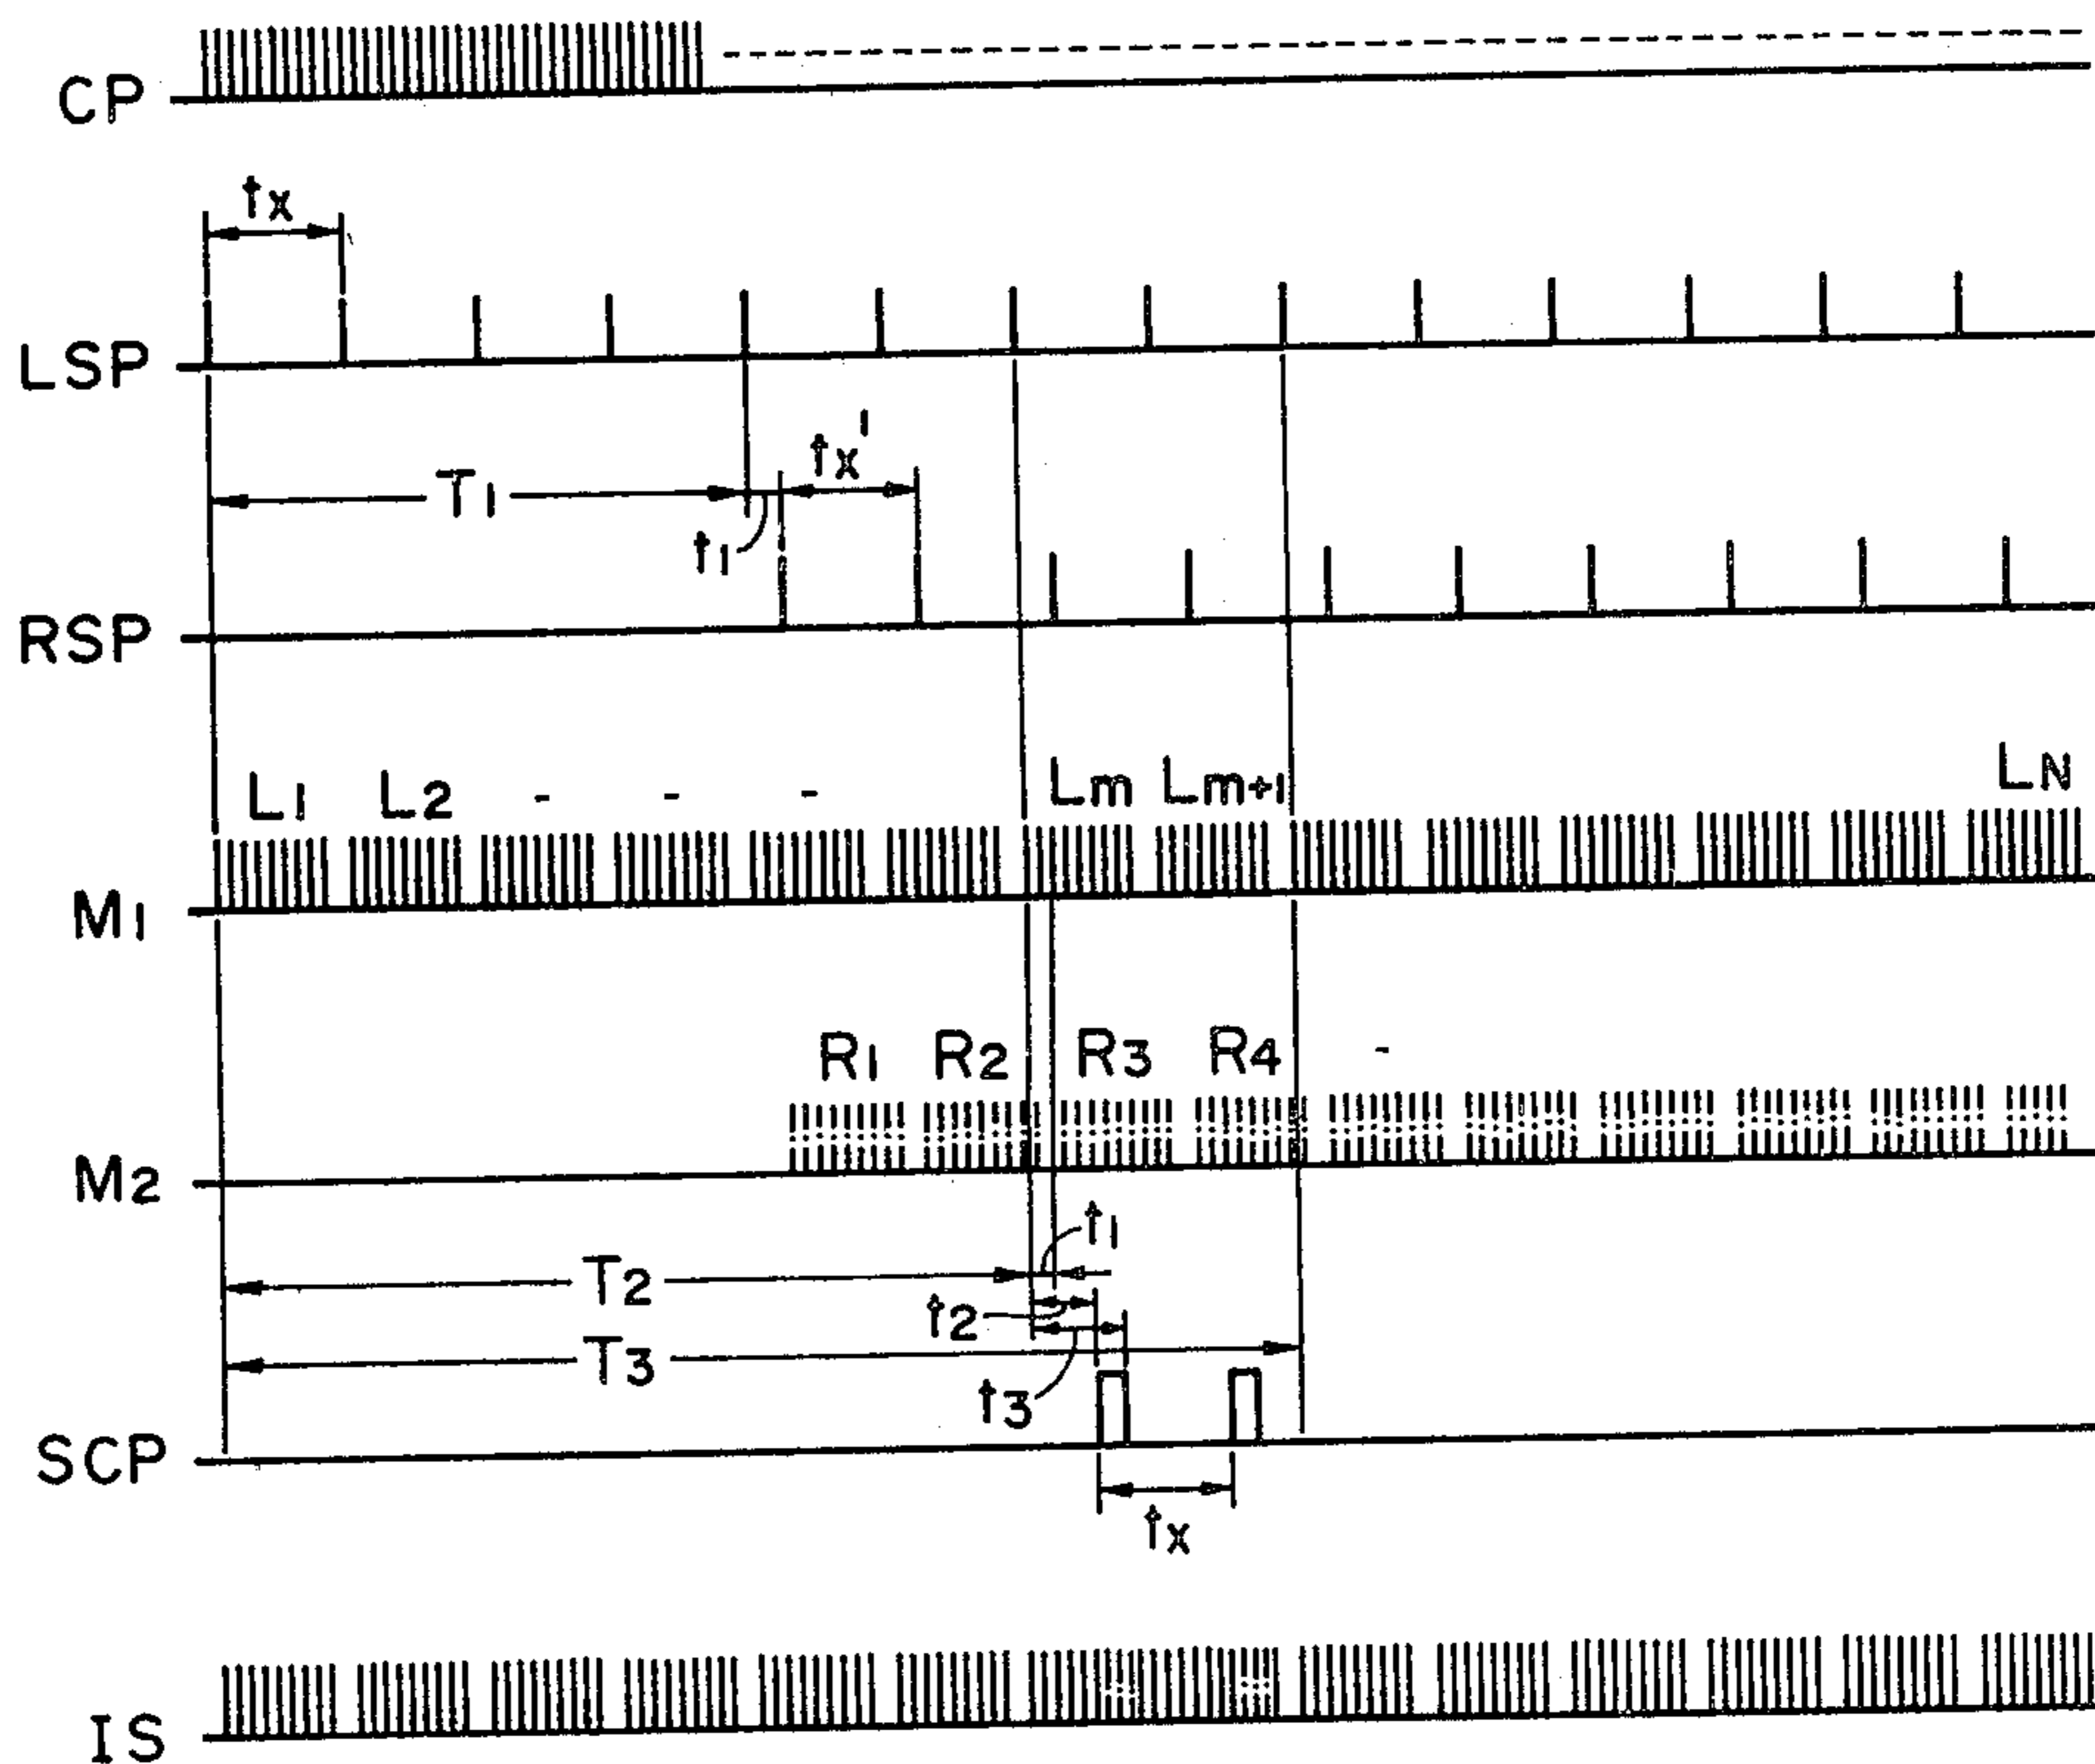 CP
tx
LSP
T1
t1
tx'
RSP
L1 L2 - - - Lm Lm+1 LN
M1
R1 R2 R3 R4 -
M2
t1
T2
t2
T3
t3
SCP
tx
IS